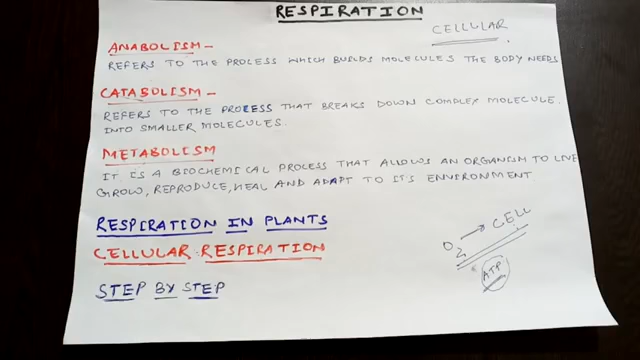 RESPIRATION
CELLULAR
ANABOLISM -
REFERS TO THE PROCESS WHICH BUILDS MOLECULES THE BODY NEEDS
CATABOLISM -
REFERS TO THE PROCESS THAT BREAKS DOWN COMPLEX MOLECULE
INTO SMALLER MOLECULES.
METABOLISM
IT IS A BIOCHEMICAL PROCESS THAT ALLOWS AN ORGANISM TO LIVE
GROW, REPRODUCE, HEAL AND ADAPT TO ITS ENVIRONMENT
RESPIRATION IN PLANTS
CELLULAR RESPIRATION
O2 → CELL
ATP
STEP BY STEP